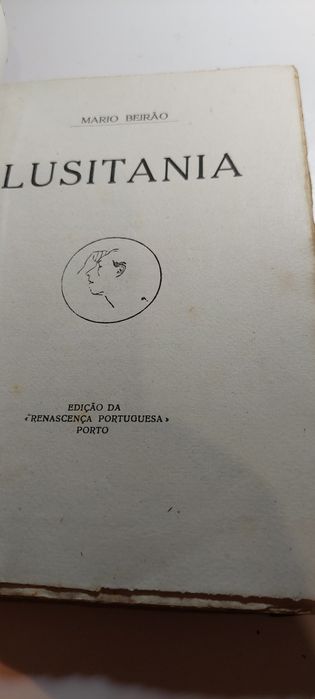 MARIO BEIRÃO
LUSITANIA
EDIÇÃO DA
‹RENASCENÇA PORTUGUESA›
PORTO